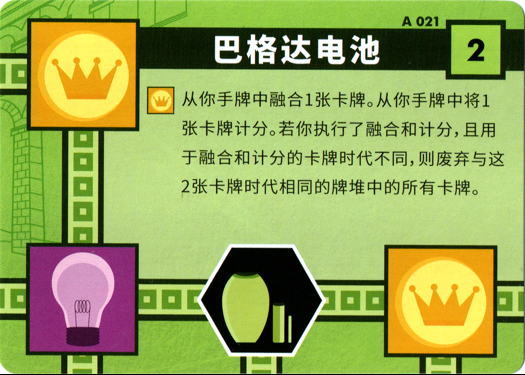 A 021
巴格达电池
2
从你手牌中融合1张卡牌。从你手牌中将1
张卡牌计分。若你执行了融合和计分,且用
于融合和计分的卡牌时代不同,则废弃与这
2张卡牌时代相同的牌堆中的所有卡牌。